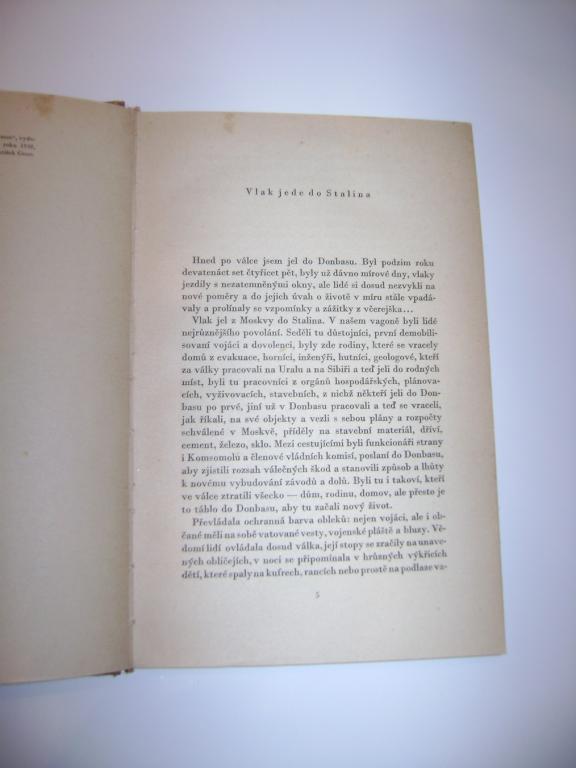 roku 1950,
Vlak jede do Stalina
Hned po válce jsem jel do Donbasu. Byl podzim roku
devatenáct set čtyřicet pět, byly už dávno mírové dny, vlaky
jezdily s nezatemněnými okny, ale lidé si dosud nezvykli na
nové poměry a do jejich úvah o životě v míru stále vpadá-
valy a prolínaly se vzpomínky a zážitky z včerejška...
Vlak jel z Moskvy do Stalina. V našem vagoně byli lidé
nejrůznějšího povolání. Seděli tu důstojníci, první demobili-
sovaní vojáci a dovolenci, byly zde rodiny, které se vracely
domů z evakuace, horníci, inženýři, hutníci, geologové, kteří
za války pracovali na Uralu a na Sibiři a teď jeli do rodných
míst, byli tu pracovníci z orgánů hospodářských, plánova-
cích, vyživovacích, stavebních, z nichž někteří jeli do Don-
basu po prvé, jiní už v Donbasu pracovali a teď se vraceli,
jak říkali, na své objekty a vezli s sebou plány a rozpočty
schválené v Moskvě, příděly na stavební materiál, dříví,
cement, železo, sklo. Mezi cestujícími byli funkcionáři strany
i Komsomolu a členové vládních komisí, poslaní do Donbasu,
aby zjistili rozsah válečných škod a stanovili způsob a lhůty
k novému vybudování závodů a dolů. Byli tu i takoví, kteří
ve válce ztratili všecko — dům, rodinu, domov, ale přesto je
to táhlo do Donbasu, aby tu začali nový život.
Převládala ochranná barva obleků: nejen vojáci, ale i ob-
čané měli na sobě vatované vesty, vojenské pláště a bluzy. Vě-
domí lidí ovládala dosud válka, její stopy se zračily na unave-
ných obličejích, v noci se připomínala v hrůzných výkřicích
dětí, které spaly na kufrech, rancích nebo prostě na podlaze va-
5